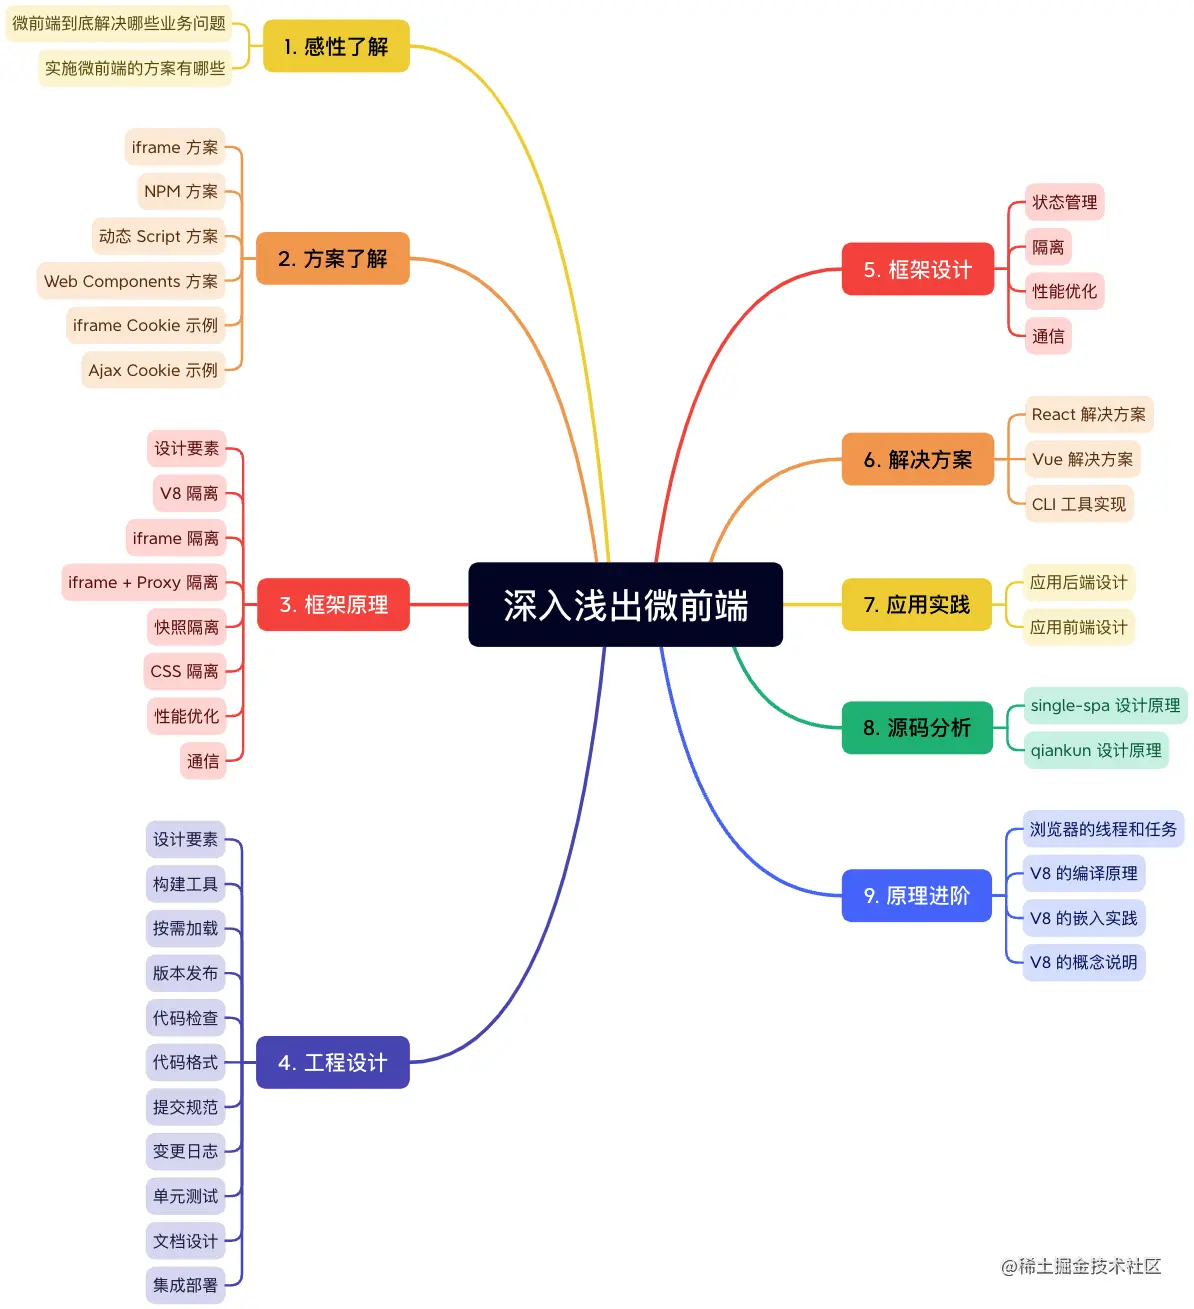 深入浅出微前端
1. 感性了解
微前端到底解决哪些业务问题
实施微前端的方案有哪些
2. 方案了解
iframe 方案
NPM 方案
动态 Script 方案
Web Components 方案
iframe Cookie 示例
Ajax Cookie 示例
3. 框架原理
设计要素
V8 隔离
iframe 隔离
iframe + Proxy 隔离
快照隔离
CSS 隔离
性能优化
通信
4. 工程设计
设计要素
构建工具
按需加载
版本发布
代码检查
代码格式
提交规范
变更日志
单元测试
文档设计
集成部署
5. 框架设计
状态管理
隔离
性能优化
通信
6. 解决方案
React 解决方案
Vue 解决方案
CLI 工具实现
7. 应用实践
应用后端设计
应用前端设计
8. 源码分析
single-spa 设计原理
qiankun 设计原理
9. 原理进阶
浏览器的线程和任务
V8 的编译原理
V8 的嵌入实践
V8 的概念说明
@稀土掘金技术社区